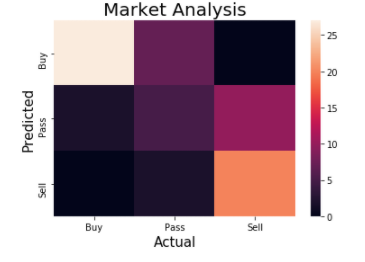 Market Analysis
Predicted
Buy
Pass
Sell
Buy Pass Sell
Actual
25
20
15
10
5
0